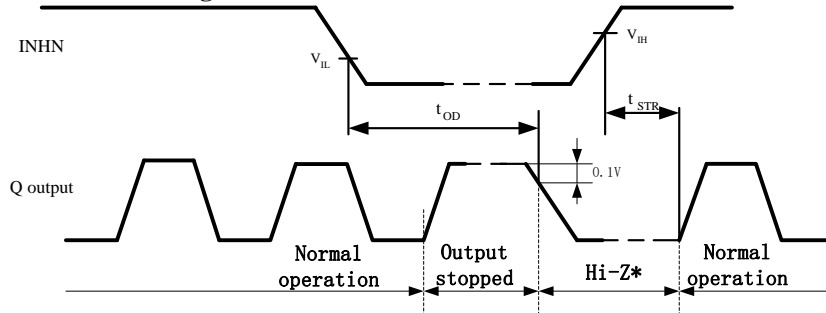 INHN
V_IL
V_IH
t_OD
t_STR
0.1V
Q output
Normal operation
Output stopped
Hi-Z*
Normal operation